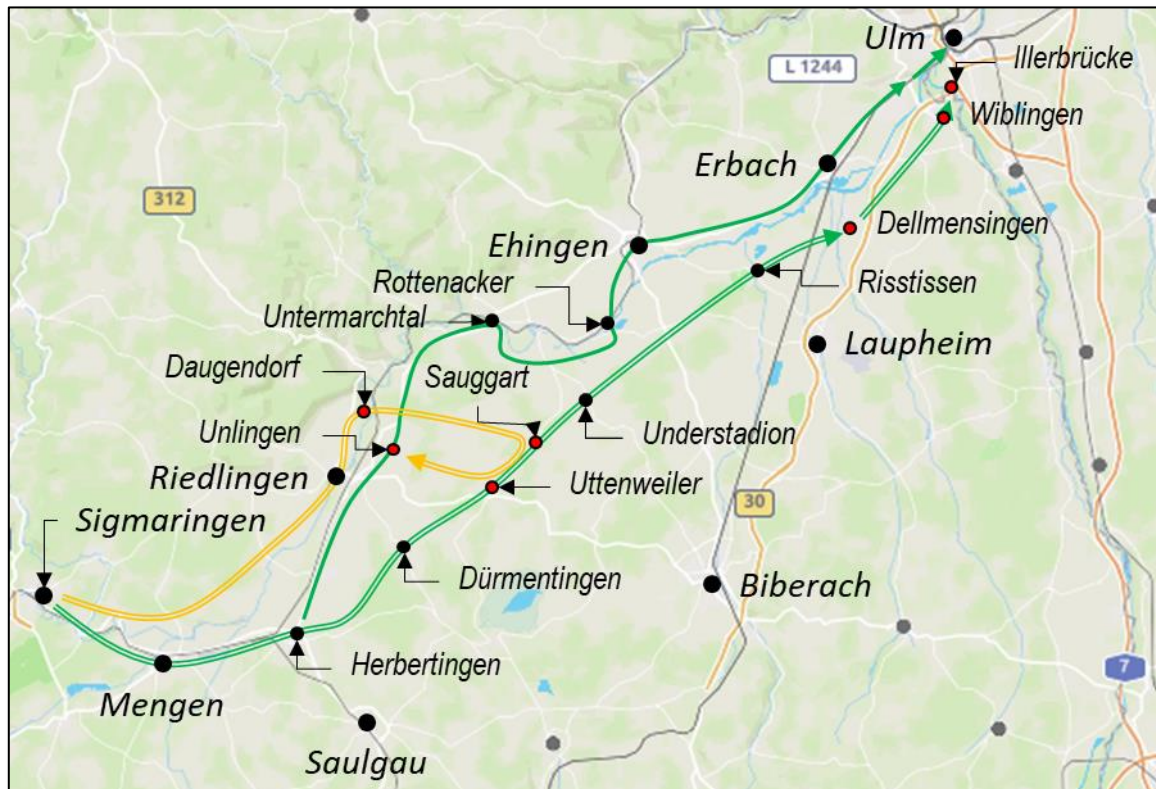 Ulm
L 1244
Illerbrücke
Wiblingen
Erbach
312
Dellmensingen
Ehingen
Rottenacker
Risstissen
Untermarchtal
Laupheim
Daugendorf
Sauggart
Unlingen
Understadion
Riedlingen
Uttenweiler
30
Sigmaringen
Dürmentingen
Biberach
Herbertingen
7
Mengen
Saulgau